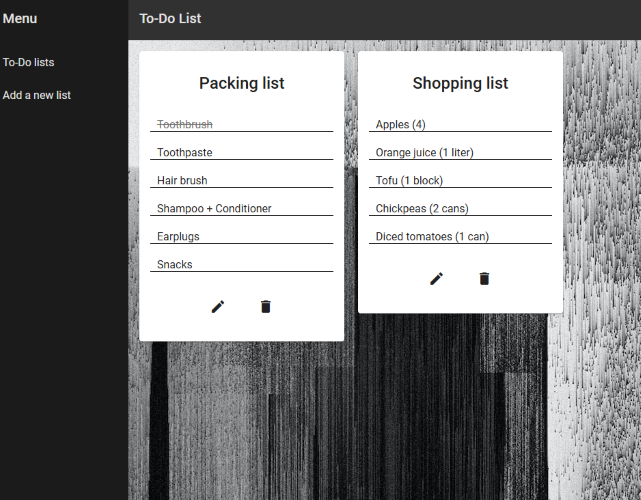 Menu
To-Do List
To-Do lists
Add a new list
Packing list
Toothbrush
Toothpaste
Hair brush
Shampoo + Conditioner
Earplugs
Snacks
Shopping list
Apples (4)
Orange juice (1 liter)
Tofu (1 block)
Chickpeas (2 cans)
Diced tomatoes (1 can)